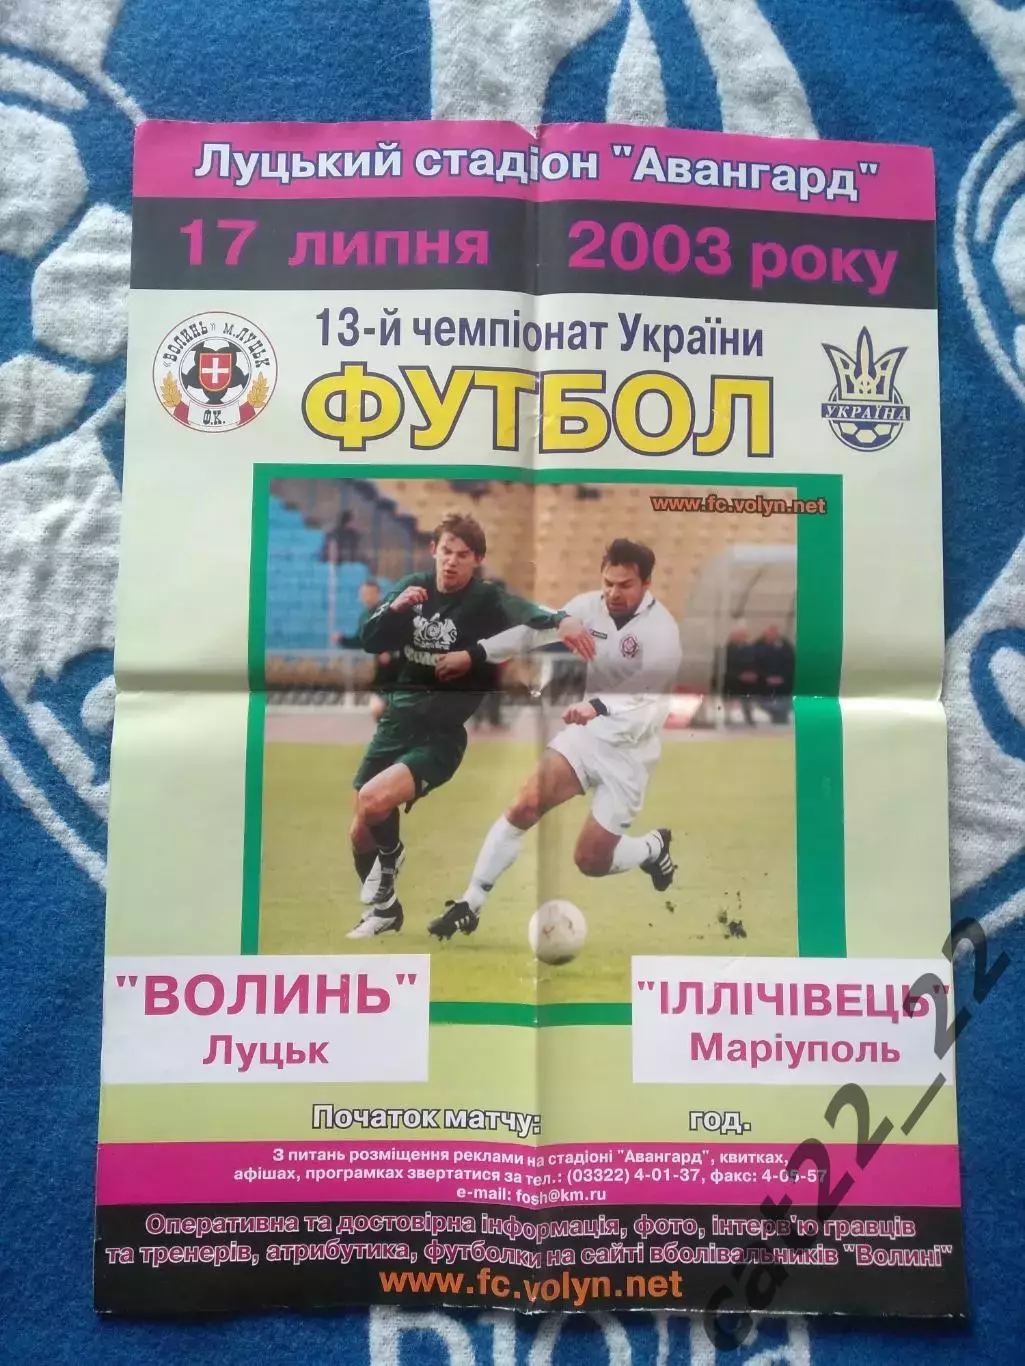 Луцький стадіон "Авангард"
17 липня 2003 року
13-й чемпіонат України
ФУТБОЛ
"ВОЛИНЬ" м.ЛУЦЬК
Ф.К.
УКРАЇНА
www.fc.volyn.net
"ВОЛИНЬ"
Луцьк
"ІЛЛІЧІВЕЦЬ"
Маріуполь
Початок матчу: год.
З питань розміщення реклами на стадіоні "Авангард", квитках,
афішах, програмках звертатися за тел.: (03322) 4-01-37, факс: 4-05-57
e-mail: fosh@km.ru
Оперативна та достовірна інформація, фото, інтерв'ю гравців
та тренерів, атрибутика, футболки на сайті вболівальників "Волині"
www.fc.volyn.net
cat22_22